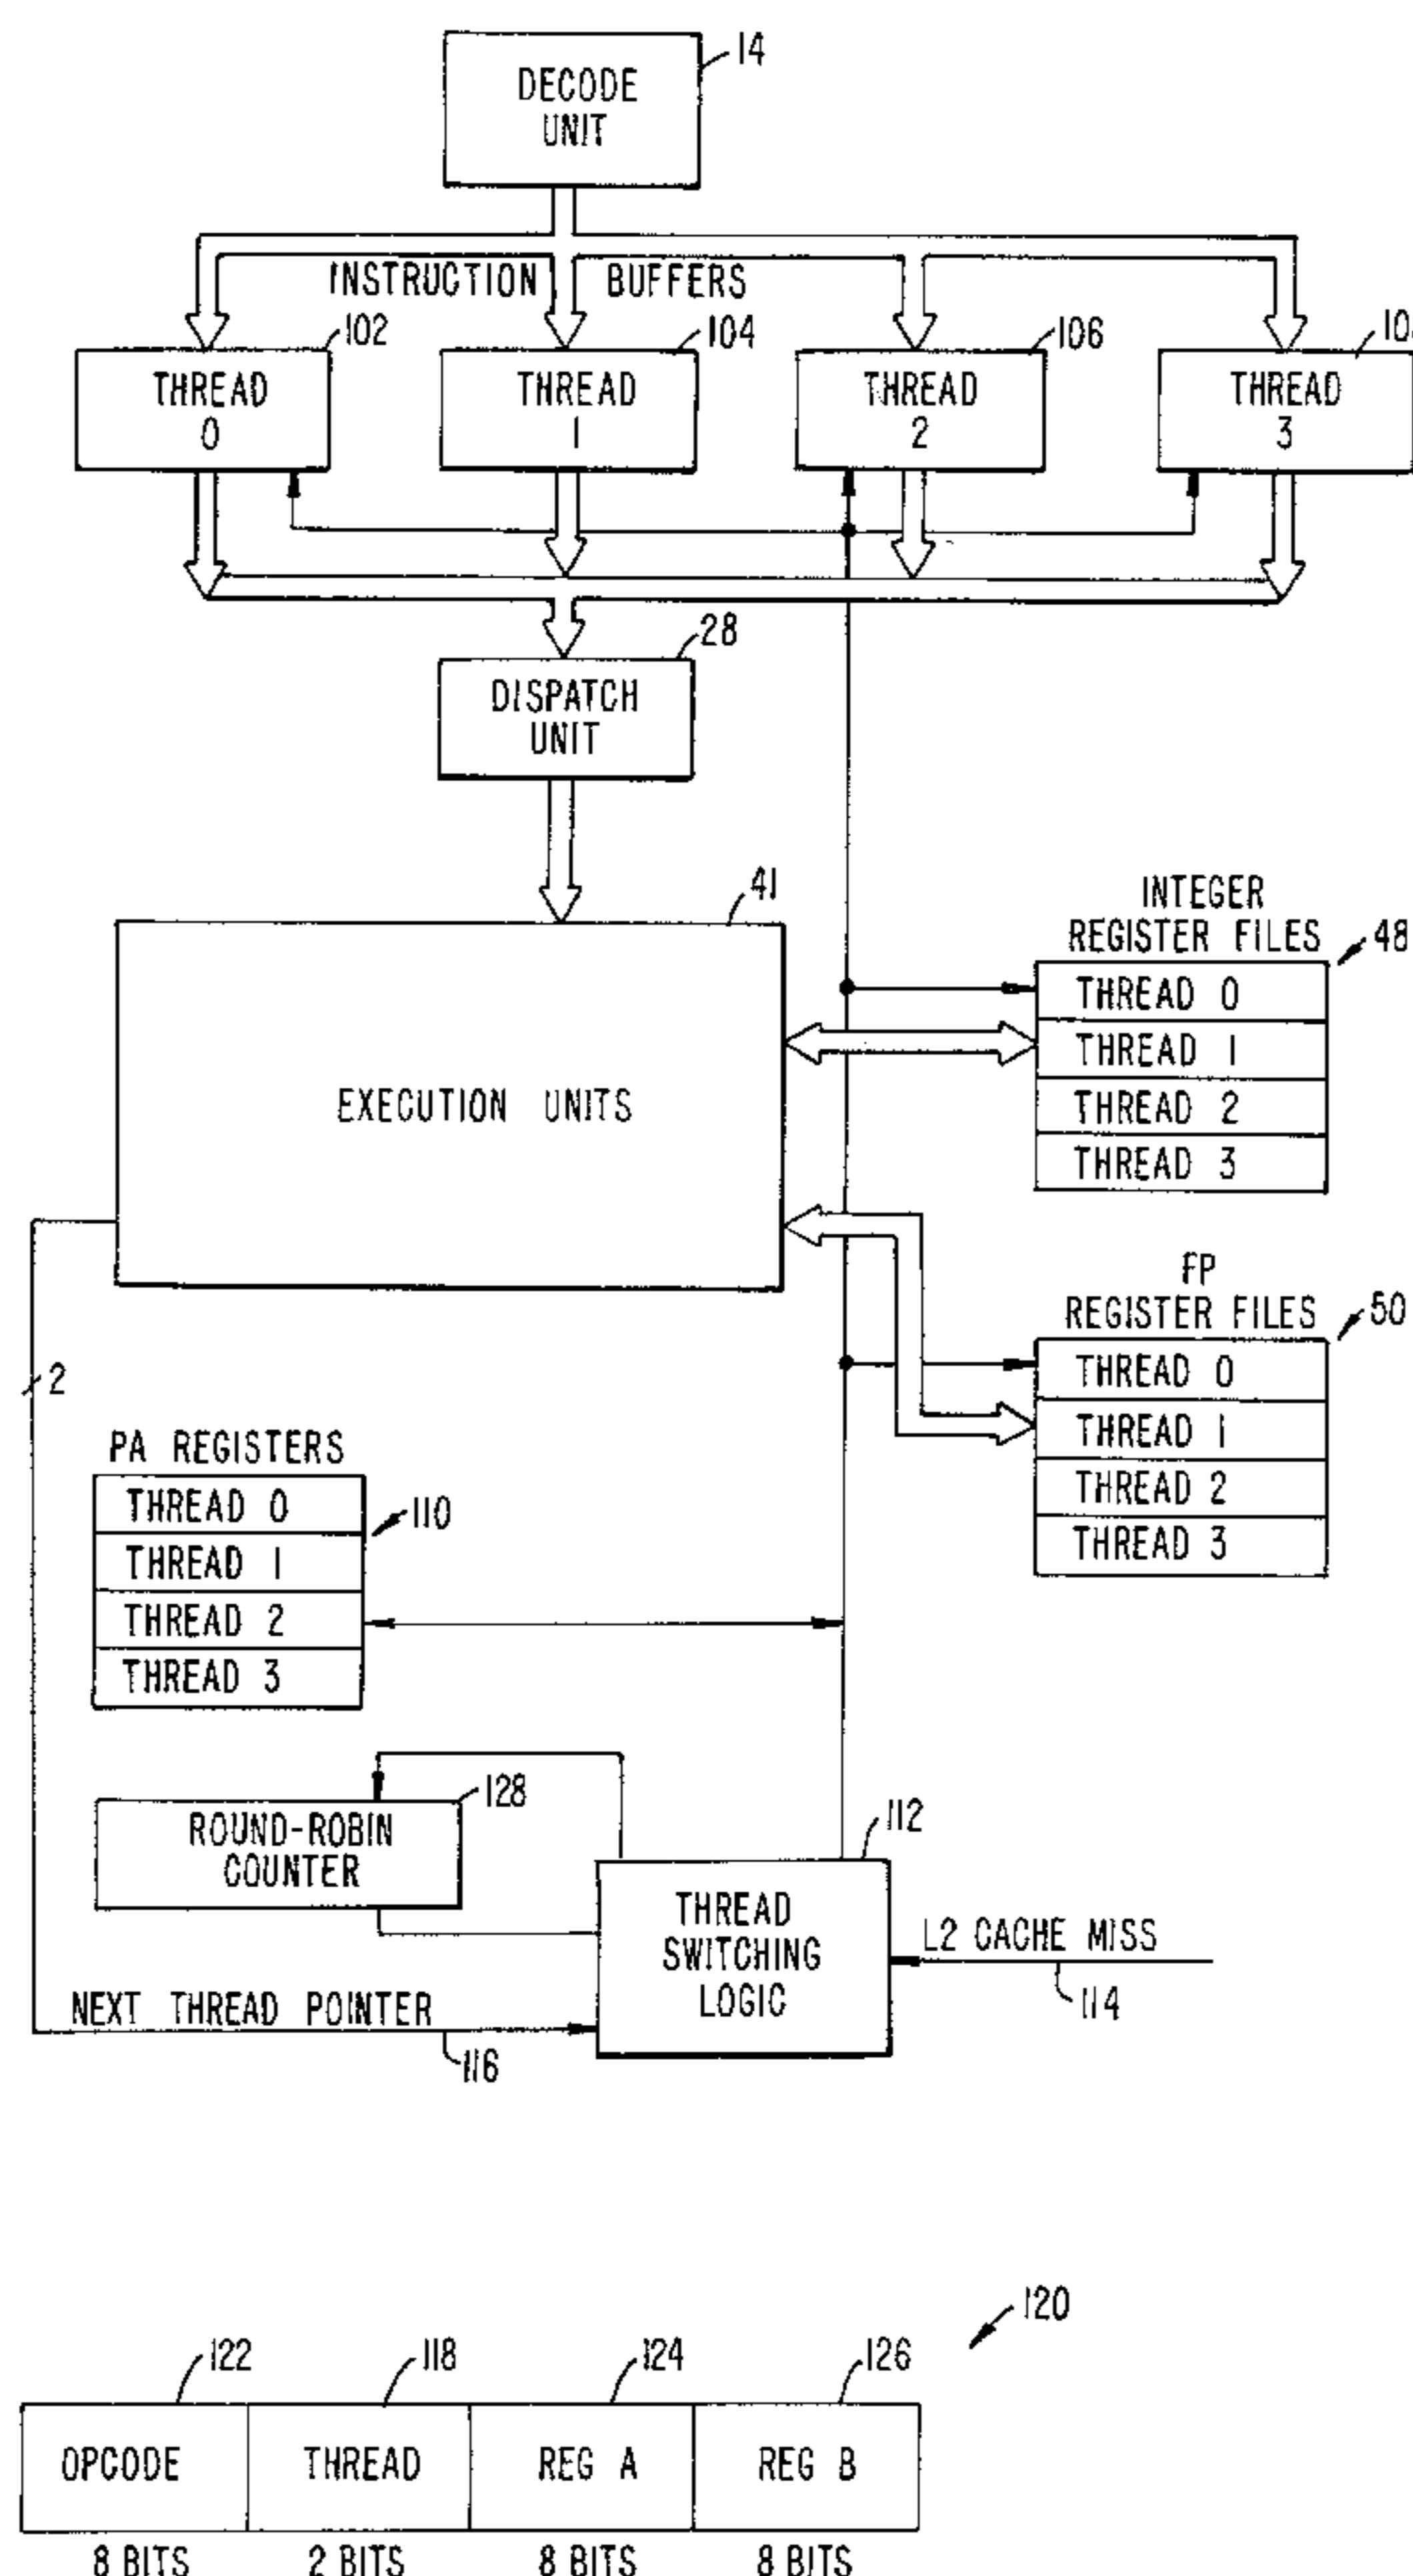 DECODE
UNIT
14
INSTRUCTION BUFFERS
102
104
106
THREAD
0
THREAD
1
THREAD
2
THREAD
3
28
DISPATCH
UNIT
41
EXECUTION UNITS
INTEGER
REGISTER FILES
48
THREAD 0
THREAD 1
THREAD 2
THREAD 3
FP
REGISTER FILES
50
THREAD 0
THREAD 1
THREAD 2
THREAD 3
2
PA REGISTERS
THREAD 0
THREAD 1
THREAD 2
THREAD 3
110
128
ROUND-ROBIN
COUNTER
112
THREAD
SWITCHING
LOGIC
L2 CACHE MISS
114
NEXT THREAD POINTER
116
120
122
118
124
126
OPCODE
THREAD
REG A
REG B
8 BITS
2 BITS
8 BITS
8 BITS